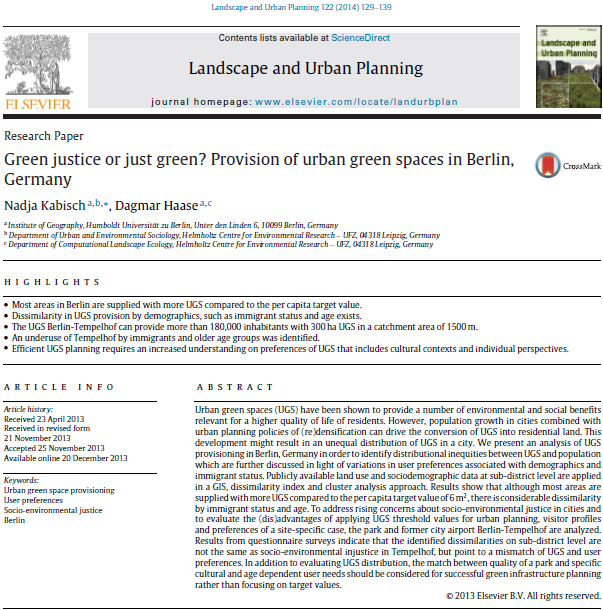 Landscape and Urban Planning 122 (2014) 129–139
Contents lists available at ScienceDirect
Landscape and Urban Planning
journal homepage: www.elsevier.com/locate/landurbplan
ELSEVIER
Landscape and
Urban Planning
Research Paper
Green justice or just green? Provision of urban green spaces in Berlin,
Germany
CrossMark
Nadja Kabisch a,b,*, Dagmar Haase a,c
a Institute of Geography, Humboldt Universität zu Berlin, Unter den Linden 6, 10099 Berlin, Germany
b Department of Urban and Environmental Sociology, Helmholtz Centre for Environmental Research – UFZ, 04318 Leipzig, Germany
c Department of Computational Landscape Ecology, Helmholtz Centre for Environmental Research – UFZ, 04318 Leipzig, Germany
HIGHLIGHTS
• Most areas in Berlin are supplied with more UGS compared to the per capita target value.
• Dissimilarity in UGS provision by demographics, such as immigrant status and age exists.
• The UGS Berlin-Tempelhof can provide more than 180,000 inhabitants with 300 ha UGS in a catchment area of 1500 m.
• An underuse of Tempelhof by immigrants and older age groups was identified.
• Efficient UGS planning requires an increased understanding on preferences of UGS that includes cultural contexts and individual perspectives.
ARTICLE INFO
Article history:
Received 23 April 2013
Received in revised form
21 November 2013
Accepted 25 November 2013
Available online 20 December 2013
Keywords:
Urban green space provisioning
User preferences
Socio-environmental justice
Berlin
ABSTRACT
Urban green spaces (UGS) have been shown to provide a number of environmental and social benefits
relevant for a higher quality of life of residents. However, population growth in cities combined with
urban planning policies of (re)densification can drive the conversion of UGS into residential land. This
development might result in an unequal distribution of UGS in a city. We present an analysis of UGS
provisioning in Berlin, Germany in order to identify distributional inequities between UGS and population
which are further discussed in light of variations in user preferences associated with demographics and
immigrant status. Publicly available land use and sociodemographic data at sub-district level are applied
in a GIS, dissimilarity index and cluster analysis approach. Results show that although most areas are
supplied with more UGS compared to the per capita target value of 6 m², there is considerable dissimilarity
by immigrant status and age. To address rising concerns about socio-environmental justice in cities and
to evaluate the (dis)advantages of applying UGS threshold values for urban planning, visitor profiles
and preferences of a site-specific case, the park and former city airport Berlin-Tempelhof are analyzed.
Results from questionnaire surveys indicate that the identified dissimilarities on sub-district level are
not the same as socio-environmental injustice in Tempelhof, but point to a mismatch of UGS and user
preferences. In addition to evaluating UGS distribution, the match between quality of a park and specific
cultural and age dependent user needs should be considered for successful green infrastructure planning
rather than focusing on target values.
© 2013 Elsevier B.V. All rights reserved.